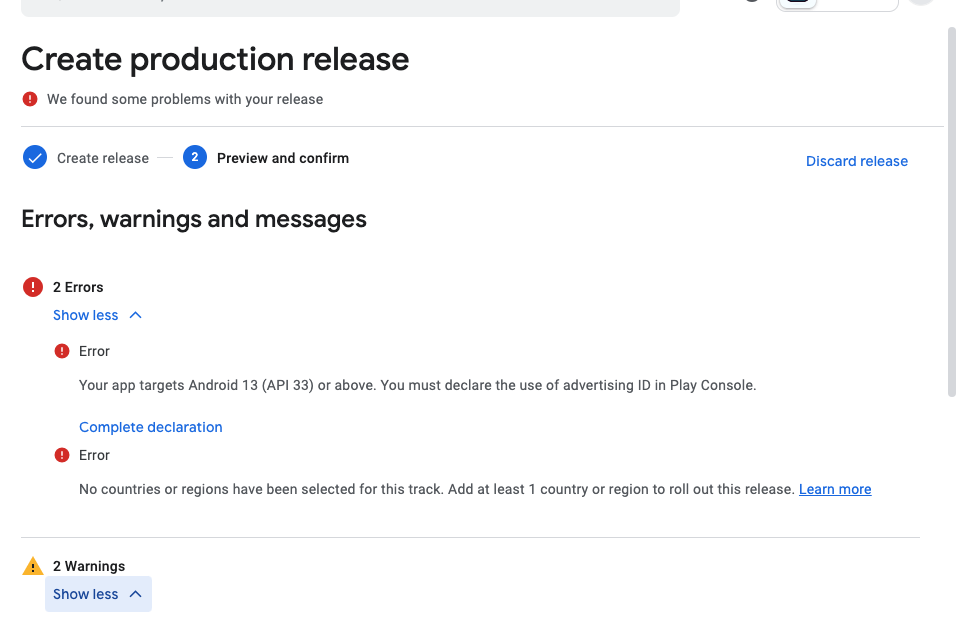 Create production release
We found some problems with your release
Create release
2 Preview and confirm
Discard release
Errors, warnings and messages
2 Errors
Show less
Error
Your app targets Android 13 (API 33) or above. You must declare the use of advertising ID in Play Console.
Complete declaration
Error
No countries or regions have been selected for this track. Add at least 1 country or region to roll out this release. Learn more
2 Warnings
Show less